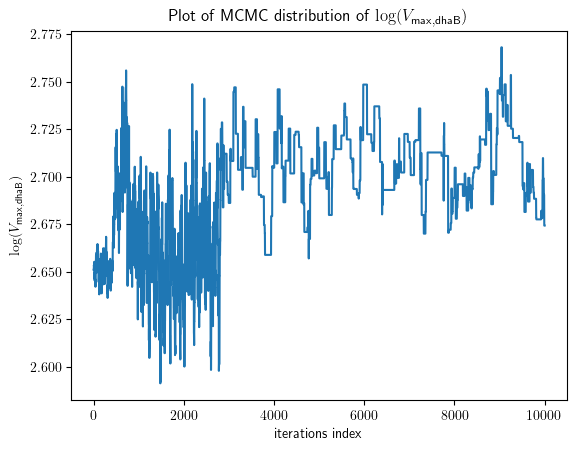 Plot of MCMC distribution of log(V_max,dhaB)
log(V_max,dhaB)
2.775
2.750
2.725
2.700
2.675
2.650
2.625
2.600
0 2000 4000 6000 8000 10000
iterations index